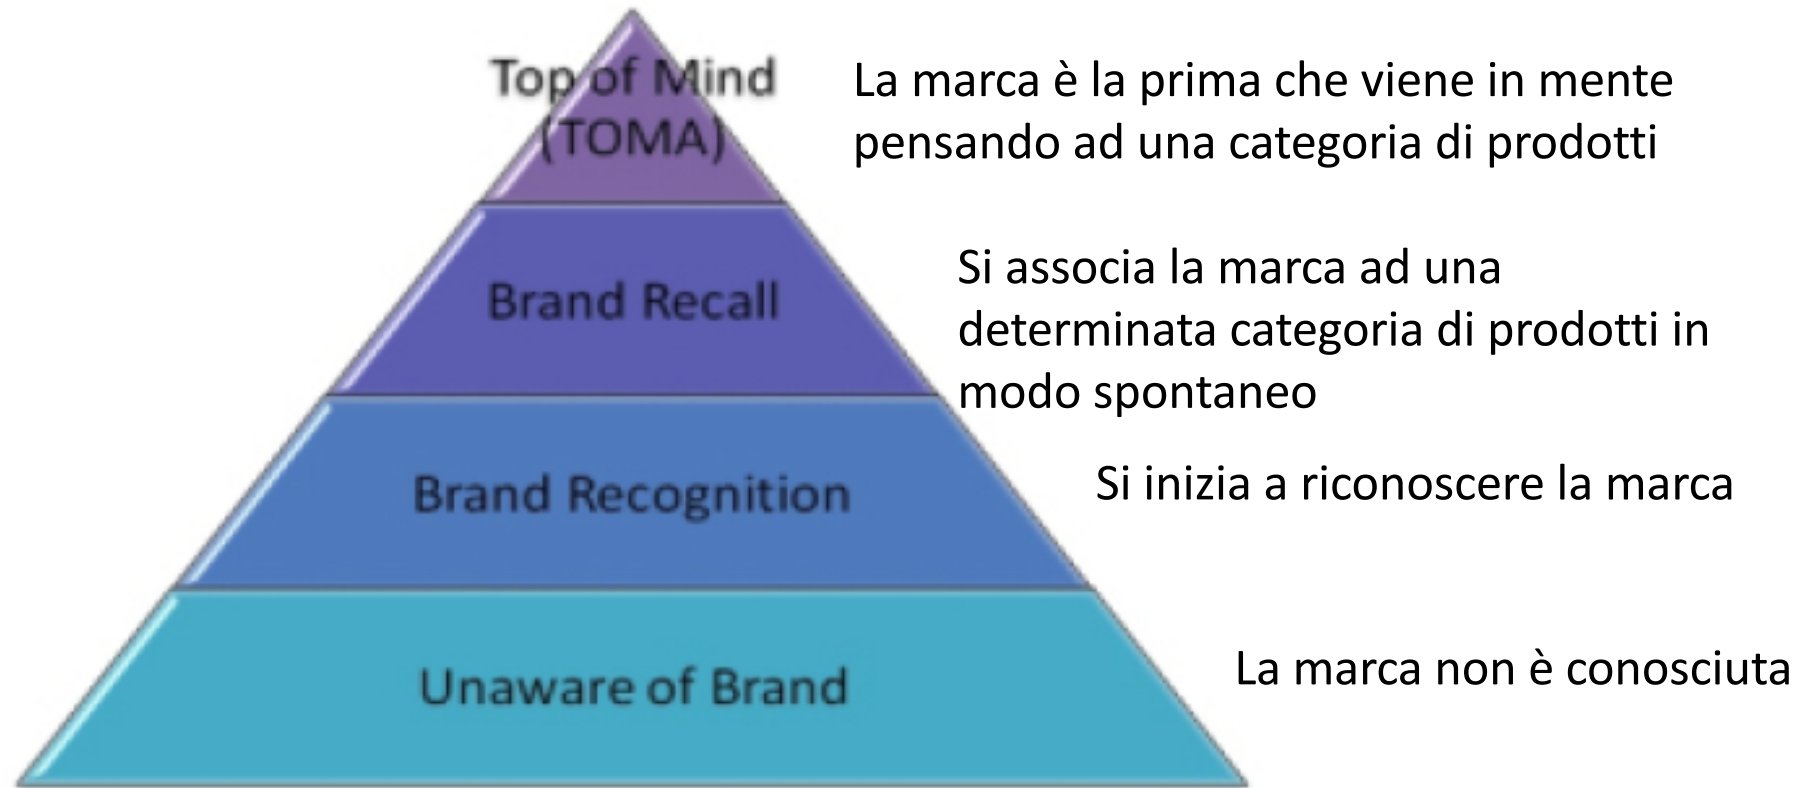 Top of Mind
(TOMA)
La marca è la prima che viene in mente
pensando ad una categoria di prodotti
Brand Recall
Si associa la marca ad una
determinata categoria di prodotti in
modo spontaneo
Brand Recognition
Si inizia a riconoscere la marca
Unaware of Brand
La marca non è conosciuta